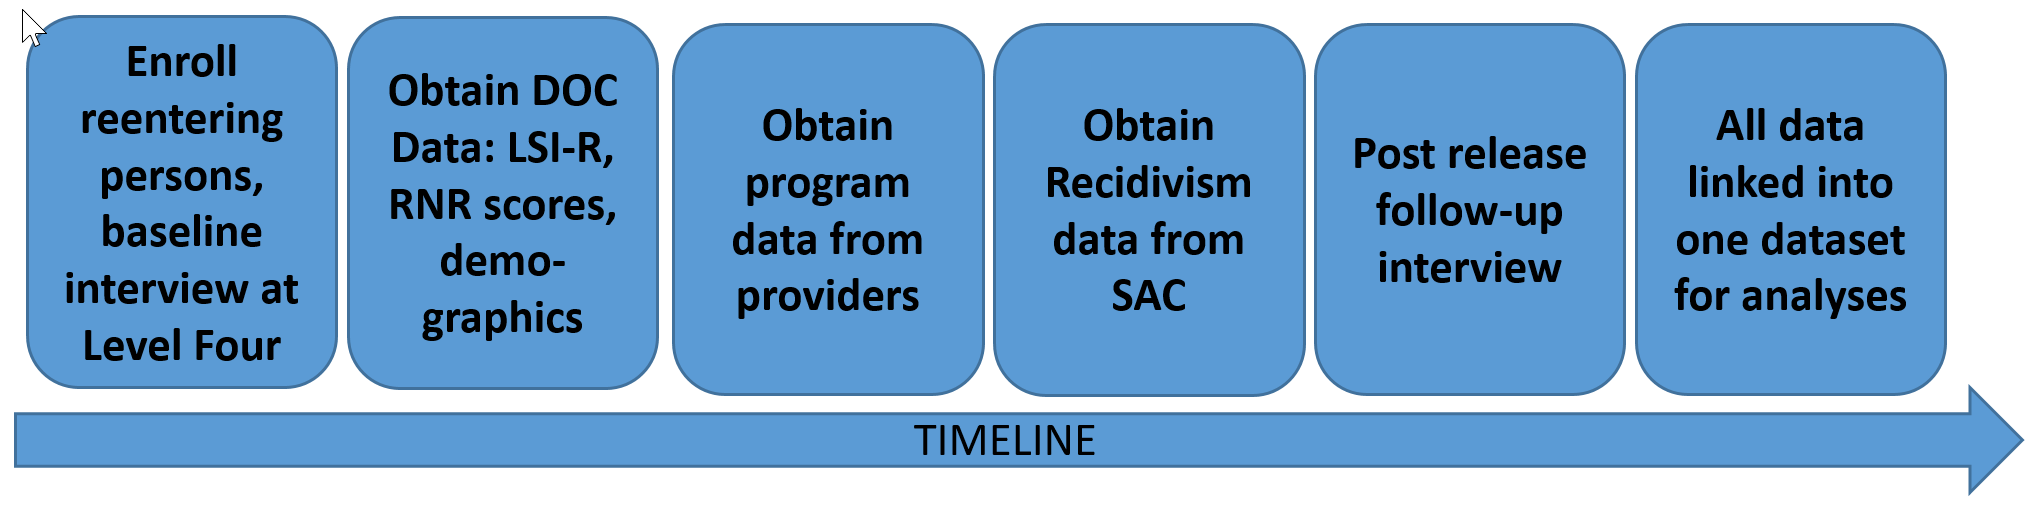 Enroll
reentering
persons,
baseline
interview at
Level Four
Obtain DOC
Data: LSI-R,
RNR scores,
demo-
graphics
Obtain
program
data from
providers
Obtain
Recidivism
data from
SAC
Post release
follow-up
interview
All data
linked into
one dataset
for analyses
TIMELINE